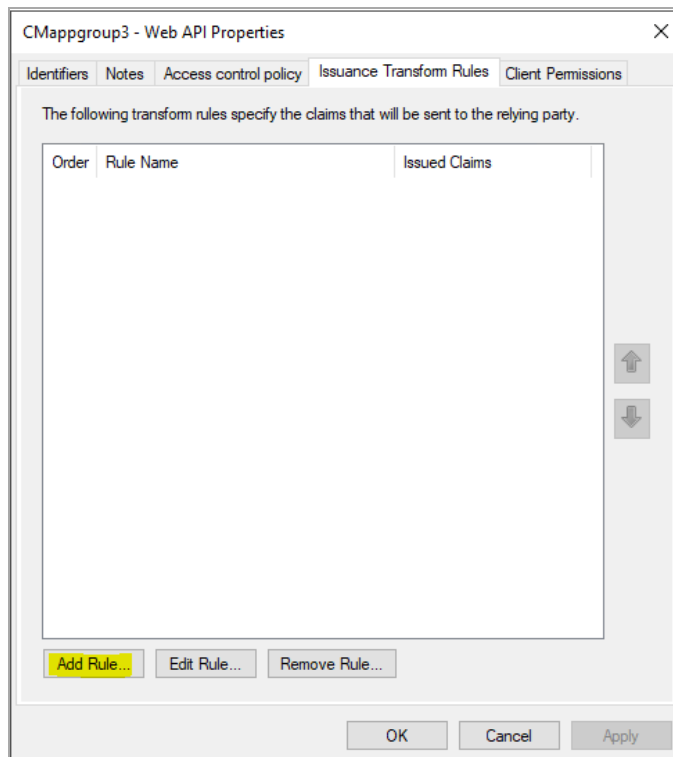 CMappgroup3 - Web API Properties
Identifiers Notes Access control policy Issuance Transform Rules Client Permissions
The following transform rules specify the claims that will be sent to the relying party.
Order Rule Name Issued Claims
Add Rule... Edit Rule... Remove Rule...
OK Cancel Apply